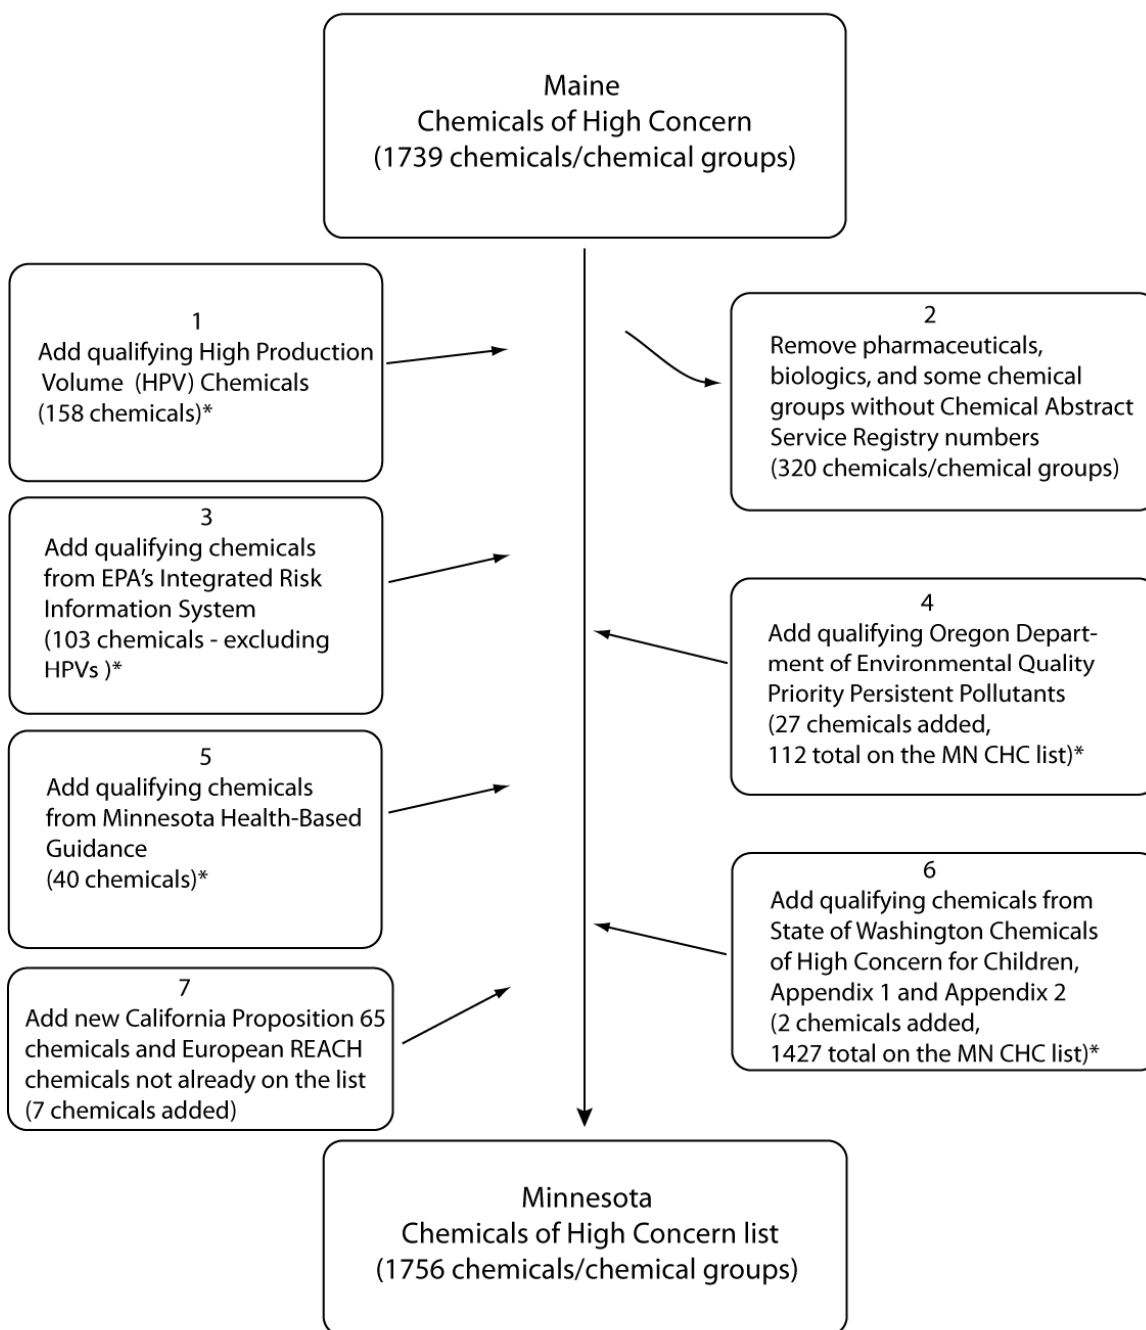 Maine
Chemicals of High Concern
(1739 chemicals/chemical groups)
1
Add qualifying High Production
Volume (HPV) Chemicals
(158 chemicals)*
2
Remove pharmaceuticals,
biologics, and some chemical
groups without Chemical Abstract
Service Registry numbers
(320 chemicals/chemical groups)
3
Add qualifying chemicals
from EPA’s Integrated Risk
Information System
(103 chemicals - excluding
HPVs )*
4
Add qualifying Oregon Depart-
ment of Environmental Quality
Priority Persistent Pollutants
(27 chemicals added,
112 total on the MN CHC list)*
5
Add qualifying chemicals
from Minnesota Health-Based
Guidance
(40 chemicals)*
6
Add qualifying chemicals from
State of Washington Chemicals
of High Concern for Children,
Appendix 1 and Appendix 2
(2 chemicals added,
1427 total on the MN CHC list)*
7
Add new California Proposition 65
chemicals and European REACH
chemicals not already on the list
(7 chemicals added)
Minnesota
Chemicals of High Concern list
(1756 chemicals/chemical groups)